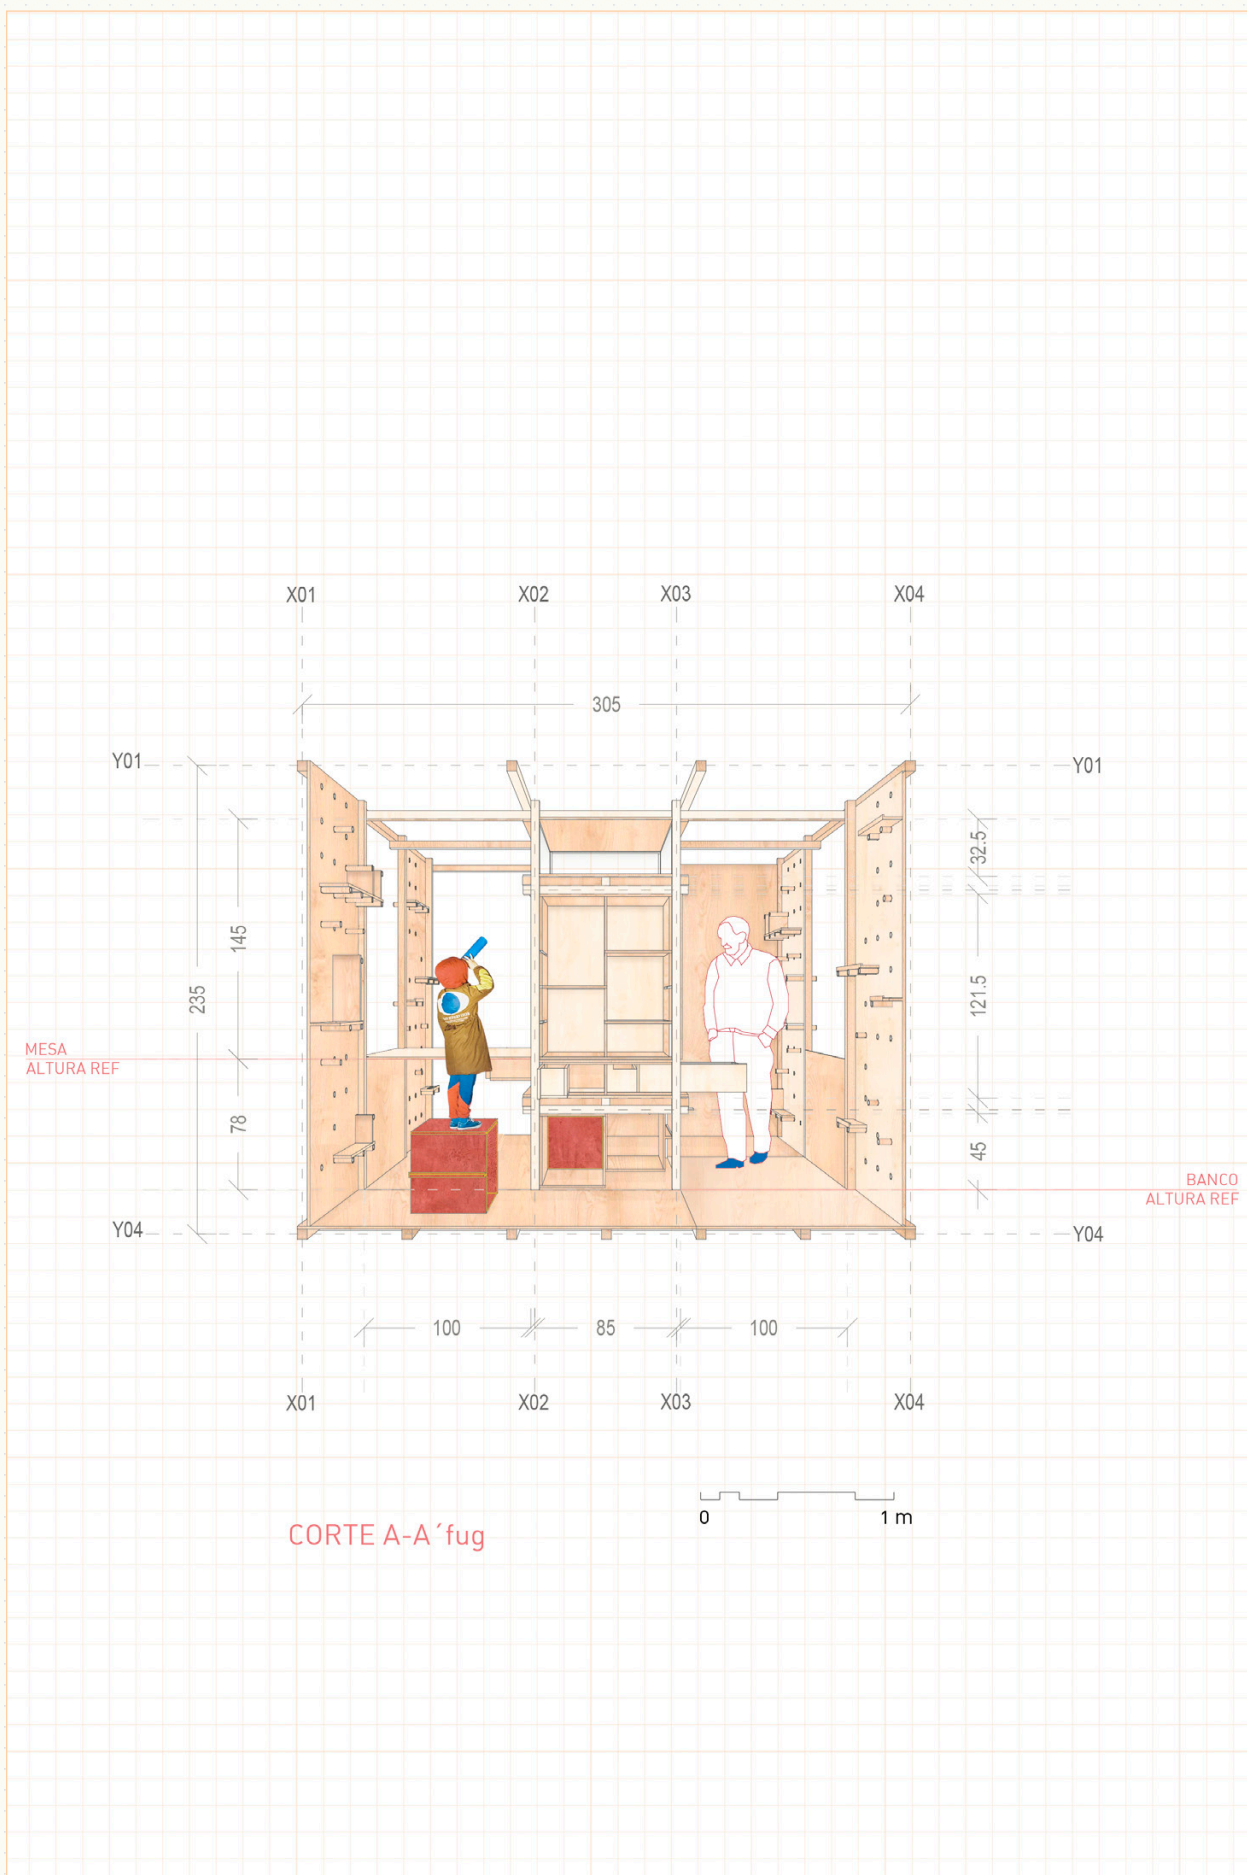 X01 X02 X03 X04
305
Y01 Y01
32.5
145
121.5
235
MESA
ALTURA REF
78
45
BANCO
ALTURA REF
Y04 Y04
100 85 100
X01 X02 X03 X04
0 1 m
CORTE A-A´fug